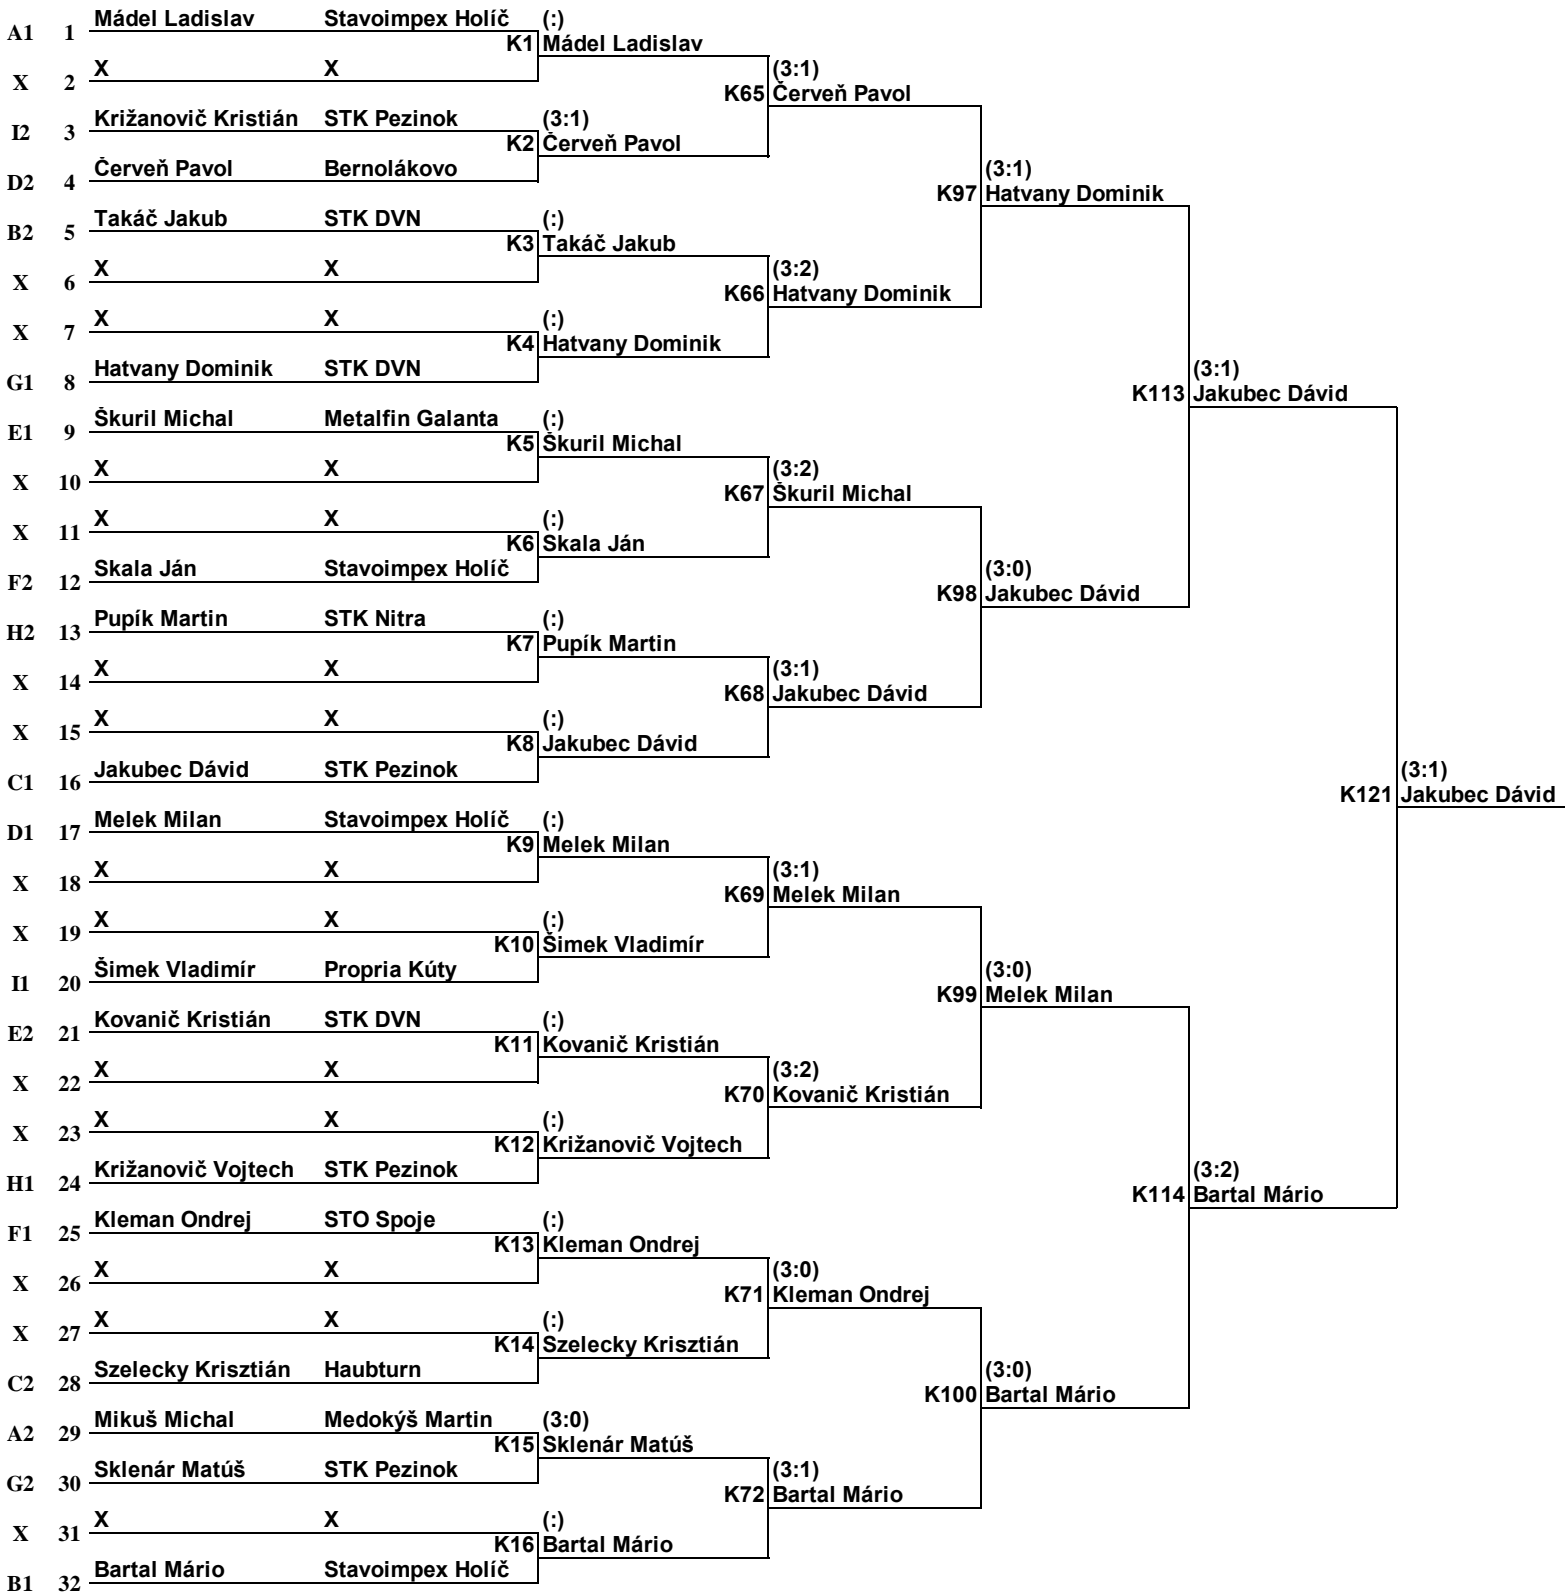 Mádel Ladislav Stavoimpex Holíč (:)
A1 1 K1 Mádel Ladislav
X X (3:1)
X 2 K65 Červeň Pavol
Križanovič Kristián STK Pezinok (3:1)
I2 3 K2 Červeň Pavol
Červeň Pavol Bernolákovo (3:1)
D2 4 K97 Hatvany Dominik
Takáč Jakub STK DVN (:)
B2 5 K3 Takáč Jakub
X X (3:2)
X 6 K66 Hatvany Dominik
X X (:)
X 7 K4 Hatvany Dominik
Hatvany Dominik STK DVN (3:1)
G1 8 K113 Jakubec Dávid
Škuril Michal Metalfin Galanta (:)
E1 9 K5 Škuril Michal
X X (3:2)
X 10 K67 Škuril Michal
X X (:)
X 11 K6 Skala Ján
Skala Ján Stavoimpex Holíč (3:0)
F2 12 K98 Jakubec Dávid
Pupík Martin STK Nitra (:)
H2 13 K7 Pupík Martin
X X (3:1)
X 14 K68 Jakubec Dávid
X X (:)
X 15 K8 Jakubec Dávid
Jakubec Dávid STK Pezinok (3:1)
C1 16 K121 Jakubec Dávid
Melek Milan Stavoimpex Holíč (:)
D1 17 K9 Melek Milan
X X (3:1)
X 18 K69 Melek Milan
X X (:)
X 19 K10 Šimek Vladimír
Šimek Vladimír Propria Kúty (3:0)
I1 20 K99 Melek Milan
Kovanič Kristián STK DVN (:)
E2 21 K11 Kovanič Kristián
X X (3:2)
X 22 K70 Kovanič Kristián
X X (:)
X 23 K12 Križanovič Vojtech
Križanovič Vojtech STK Pezinok (3:2)
H1 24 K114 Bartal Mário
Kleman Ondrej STO Spoje (:)
F1 25 K13 Kleman Ondrej
X X (3:0)
X 26 K71 Kleman Ondrej
X X (:)
X 27 K14 Szelecky Krisztián
Szelecky Krisztián Haubturn (3:0)
C2 28 K100 Bartal Mário
Mikuš Michal Medokýš Martin (3:0)
A2 29 K15 Sklenár Matúš
Sklenár Matúš STK Pezinok (3:1)
G2 30 K72 Bartal Mário
X X (:)
X 31 K16 Bartal Mário
Bartal Mário Stavoimpex Holíč
B1 32